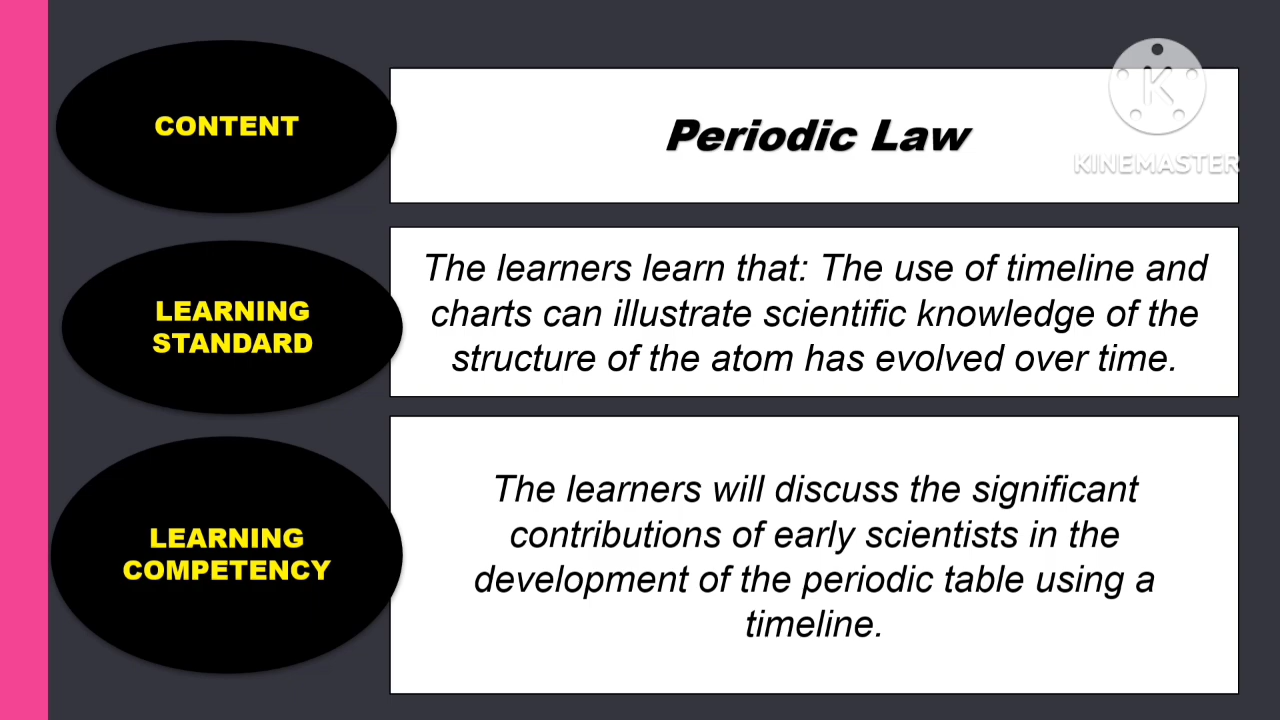 CONTENT
Periodic Law
KINEMASTER
LEARNING
STANDARD
The learners learn that: The use of timeline and
charts can illustrate scientific knowledge of the
structure of the atom has evolved over time.
LEARNING
COMPETENCY
The learners will discuss the significant
contributions of early scientists in the
development of the periodic table using a
timeline.